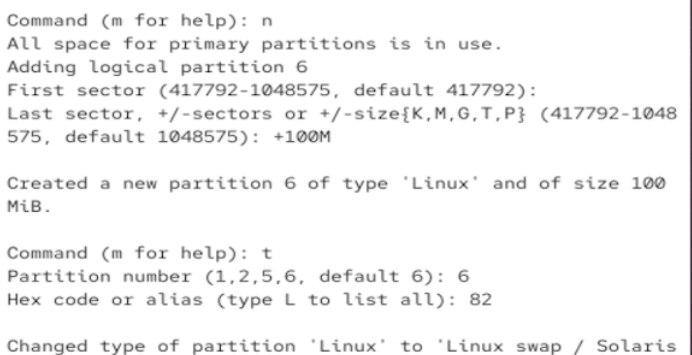 Command (m for help): n
All space for primary partitions is in use.
Adding logical partition 6
First sector (417792-1048575, default 417792):
Last sector, +/-sectors or +/-size{K,M,G,T,P} (417792-1048
575, default 1048575): +100M
Created a new partition 6 of type 'Linux' and of size 100
MiB.
Command (m for help): t
Partition number (1,2,5,6, default 6): 6
Hex code or alias (type L to list all): 82
Changed type of partition 'Linux' to 'Linux swap / Solaris